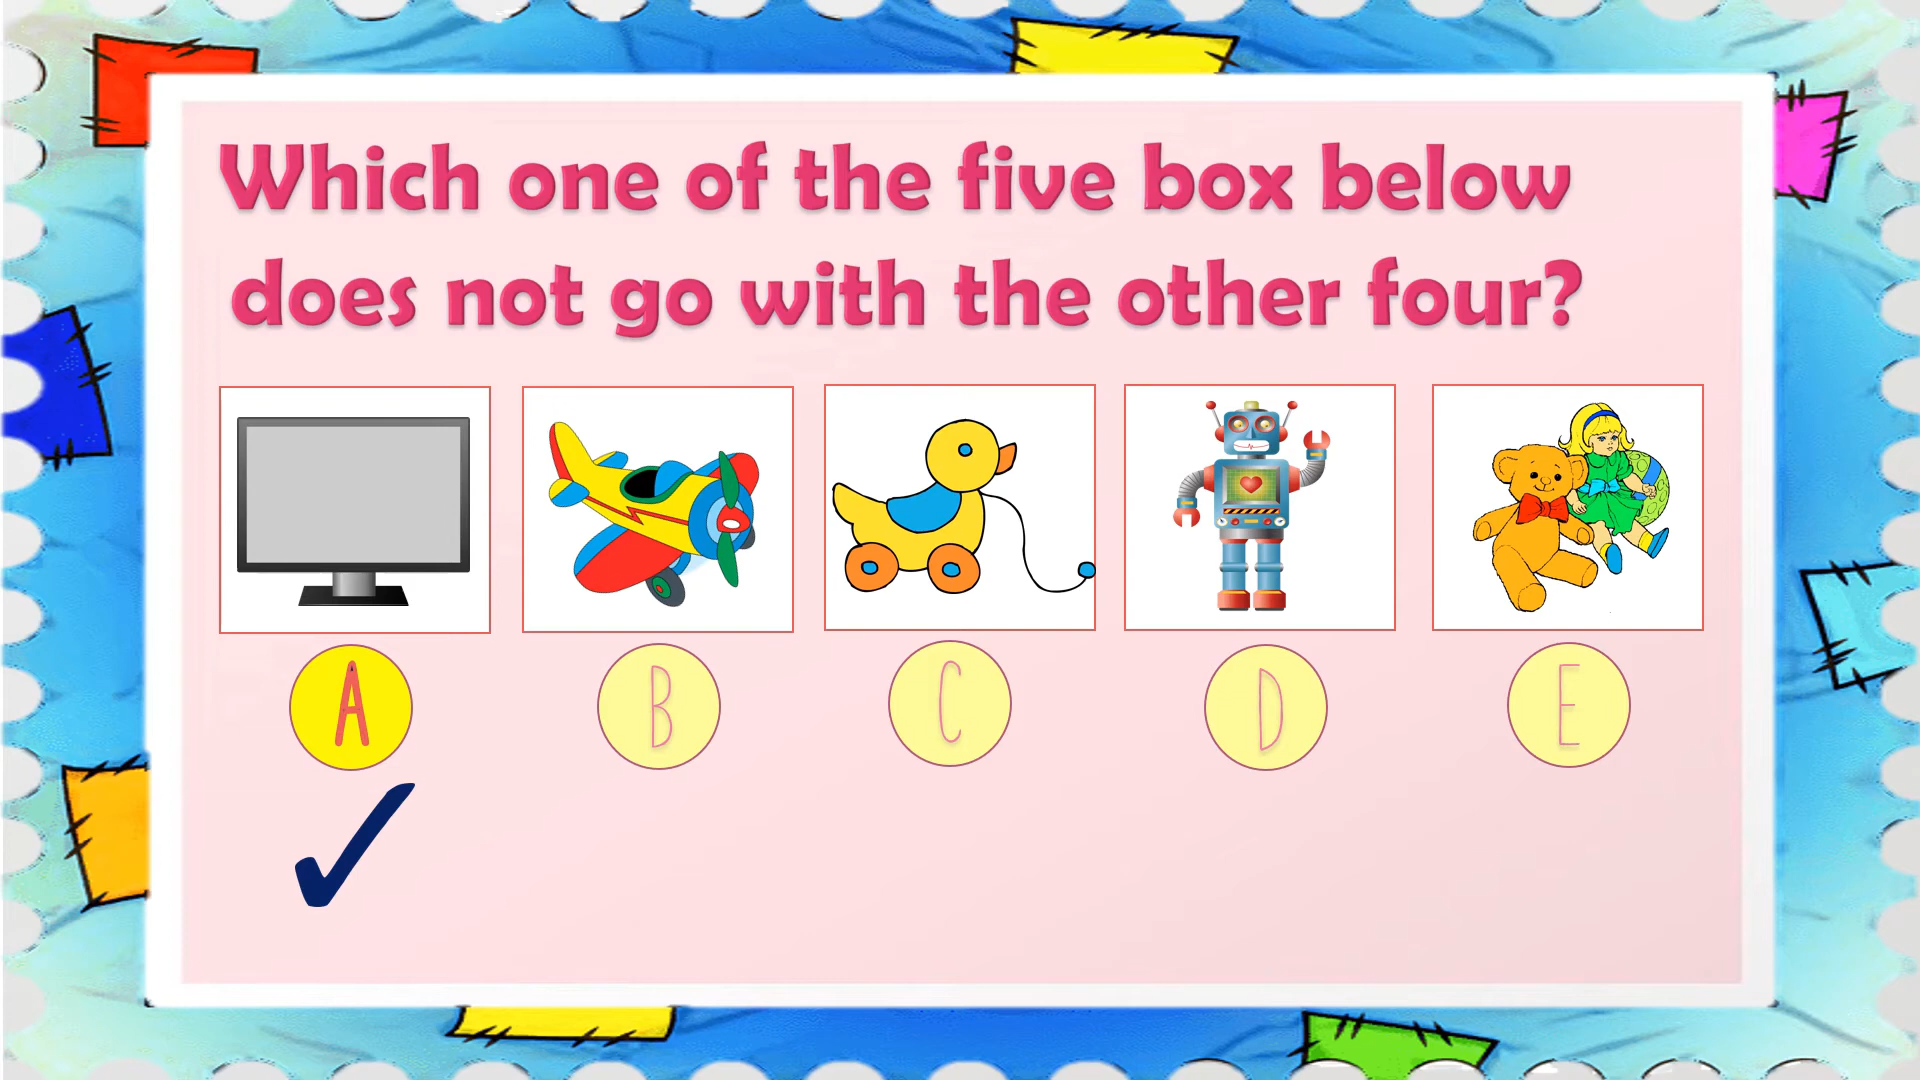 Which one of the five box below
does not go with the other four?
A B C D E